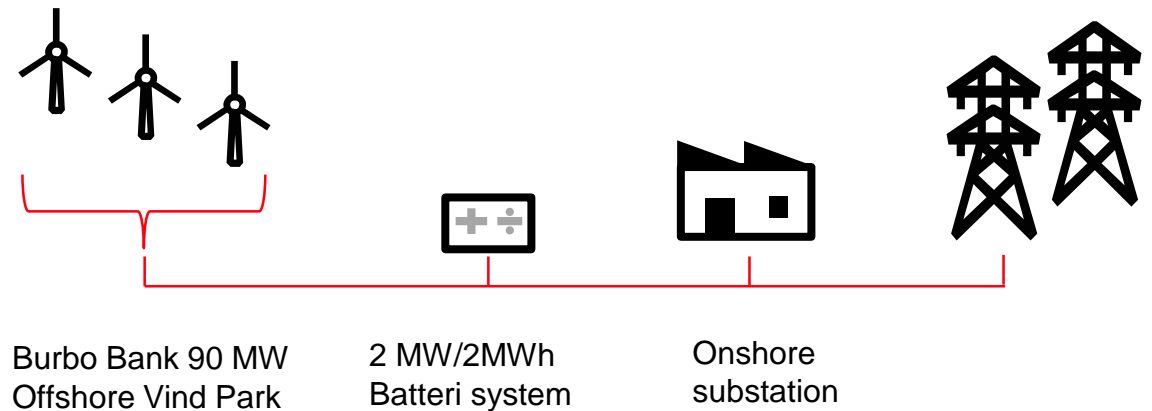 Burbo Bank 90 MW
Offshore Vind Park
2 MW/2MWh
Batteri system
Onshore
substation